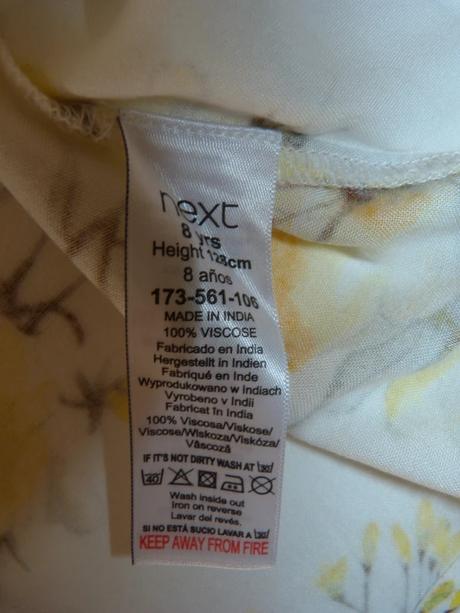 next
8 yrs
Height 128cm
8 años
173-561-106
MADE IN INDIA
100% VISCOSE
Fabricado en India
Hergestellt in Indien
Fabriqué en Inde
Wyprodukowano w Indiach
Vyrobeno v Indii
Fabricat în India
100% Viscosa/Viskose/
Viscose/Wiskoza/Viskóza/
Vâscoză
IF IT'S NOT DIRTY WASH AT 30
40
Wash inside out
Iron on reverse
Lavar del revés.
SI NO ESTÁ SUCIO LAVAR A 30
KEEP AWAY FROM FIRE